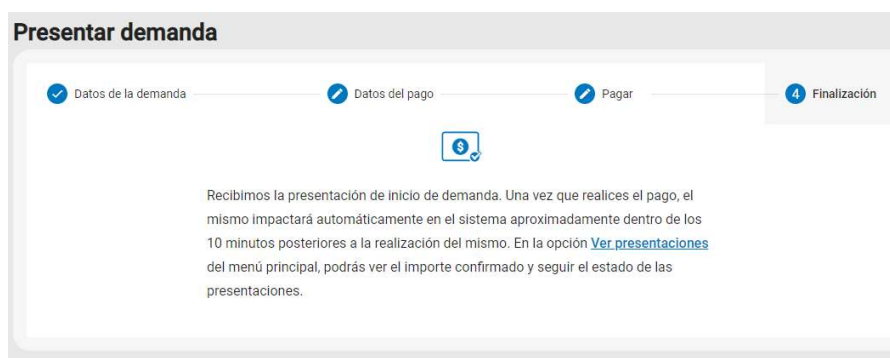 Presentar demanda
Datos de la demanda
Datos del pago
Pagar
4 Finalización
$
Recibimos la presentación de inicio de demanda. Una vez que realices el pago, el
mismo impactará automáticamente en el sistema aproximadamente dentro de los
10 minutos posteriores a la realización del mismo. En la opción Ver presentaciones
del menú principal, podrás ver el importe confirmado y seguir el estado de las
presentaciones.